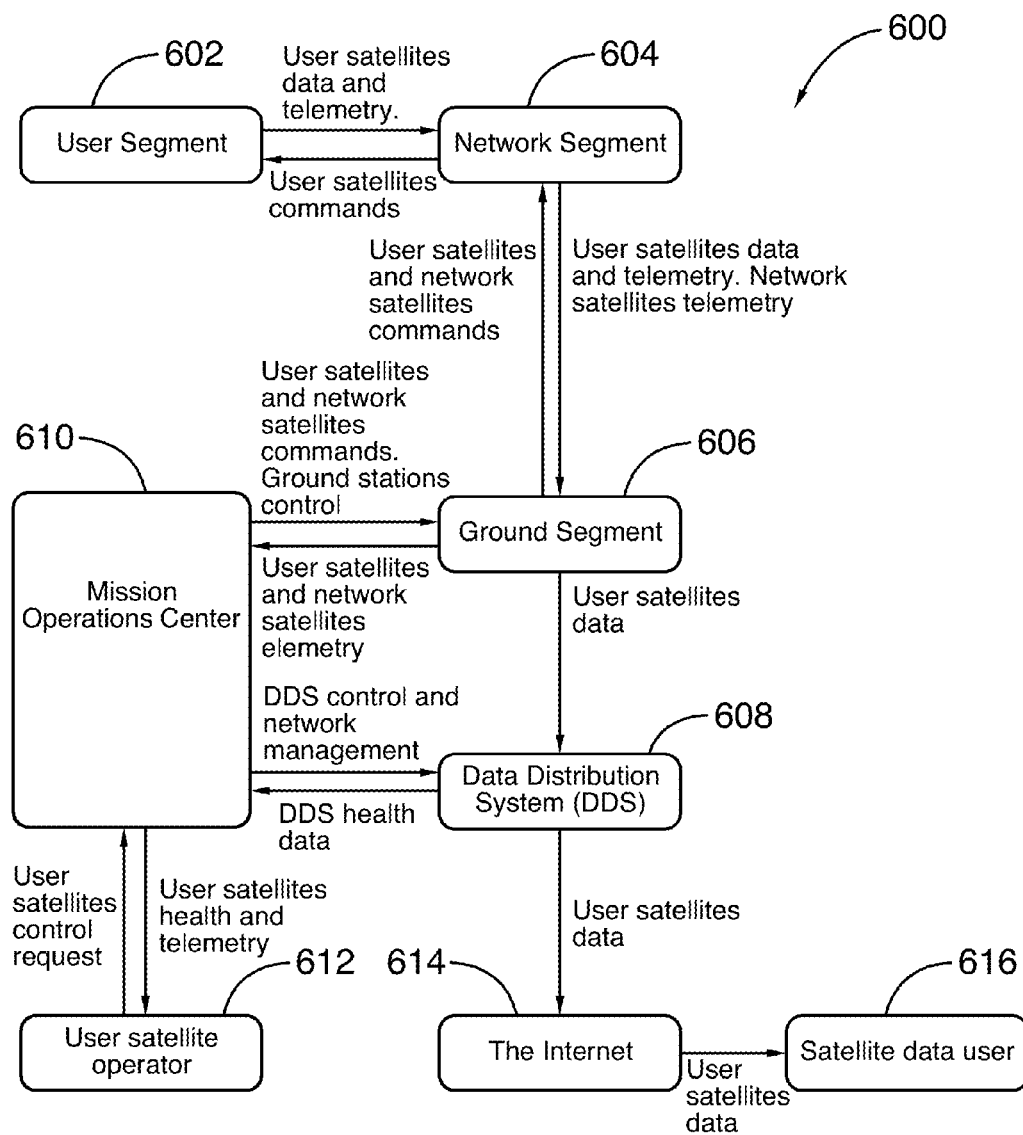 600
602
User satellites
data and
telemetry.
604
User Segment
Network Segment
User satellites
commands
User satellites
and network
satellites
commands
User satellites data
and telemetry. Network
satellites telemetry
User satellites
and network
satellites
commands.
Ground stations
control
610
606
Mission
Operations Center
Ground Segment
User satellites
and network
satellites
elemetry
User satellites
data
DDS control and
network
management
608
Data Distribution
System (DDS)
DDS health
data
User
satellites
control
request
User satellites
health and
telemetry
User satellites
data
612
614
616
User satellite
operator
The Internet
Satellite data user
User
satellites
data